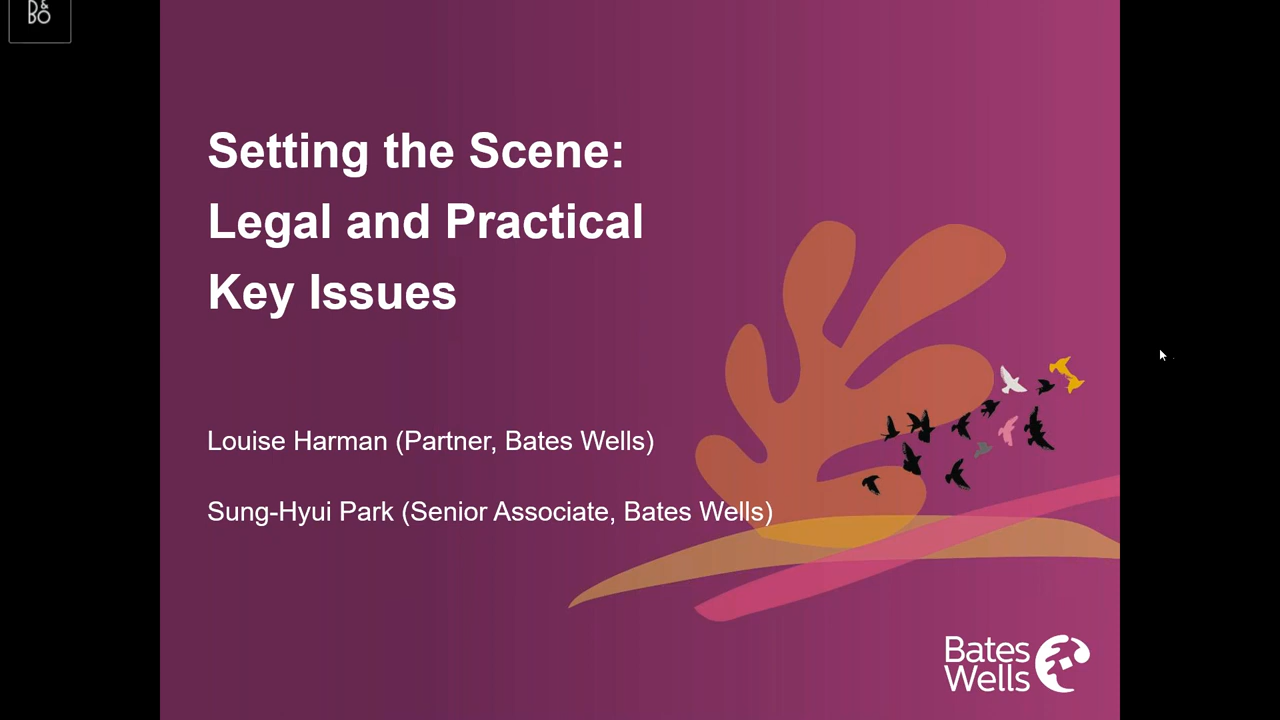 B&
BO
Setting the Scene:
Legal and Practical
Key Issues
Louise Harman (Partner, Bates Wells)
Sung-Hyui Park (Senior Associate, Bates Wells)
Bates
Wells